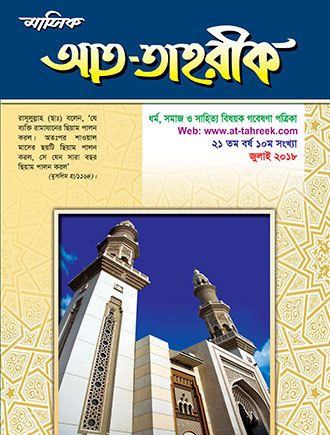 মাসিক
আত-তাহরীক
রাসূলুল্লাহ (ছাঃ) বলেন, 'যে
ব্যক্তি রামাযানের ছিয়াম পালন
করল। অতঃপর শাওয়াল
মাসের ছয়টি ছিয়াম পালন
করল, সে যেন সারা বছর
ছিয়াম পালন করল'
(মুসলিম হা/১১৬৪)।
ধর্ম, সমাজ ও সাহিত্য বিষয়ক গবেষণা পত্রিকা
Web: www.at-tahreek.com
২১ তম বর্ষ ১০ম সংখ্যা
জুলাই ২০১৮